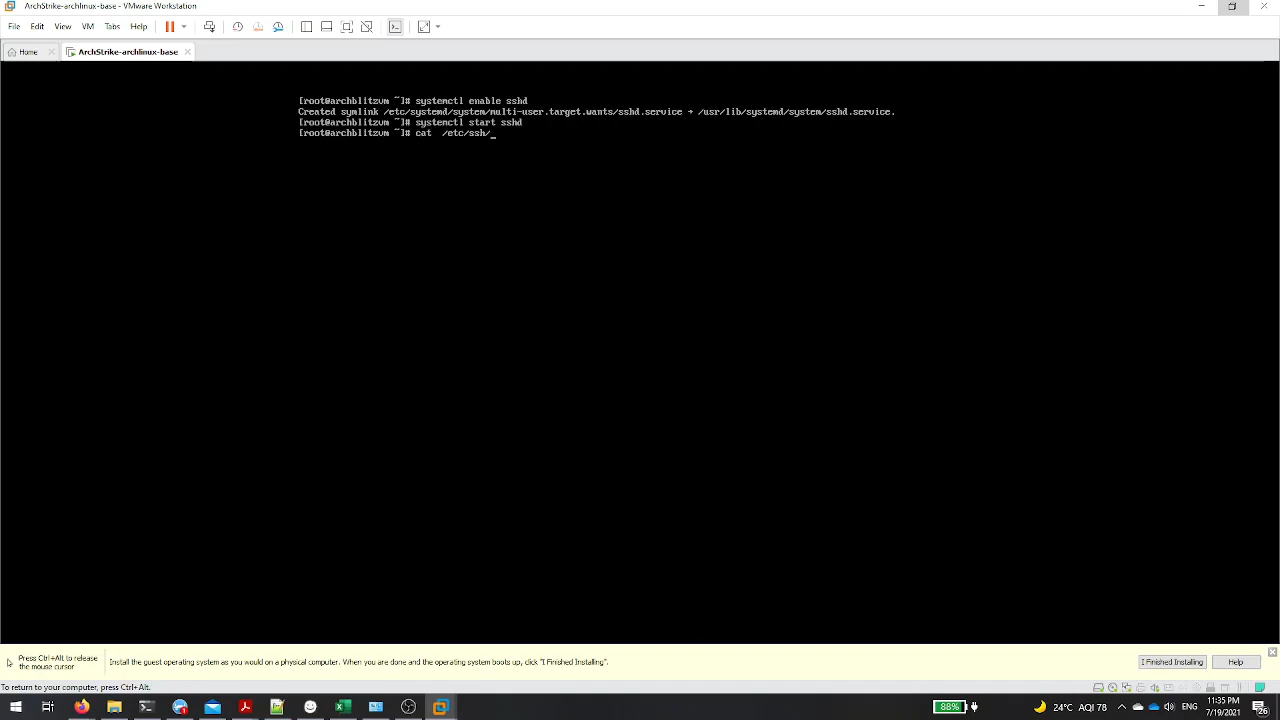 ArchStrike-archlinux-base - VMware Workstation
File Edit View VM Tabs Help
Home ArchStrike-archlinux-base
[root@archblitzvm ~]# systemctl enable sshd
Created symlink /etc/systemd/system/multi-user.target.wants/sshd.service → /usr/lib/systemd/system/sshd.service.
[root@archblitzvm ~]# systemctl start sshd
[root@archblitzvm ~]# cat  /etc/ssh/_
Press Ctrl+Alt to release
the mouse cursor
Install the guest operating system as you would on a physical computer. When you are done and the operating system boots up, click "I Finished Installing".
I Finished Installing Help
To return to your computer, press Ctrl+Alt.
88% 24°C AQI 78 ENG
11:35 PM
7/19/2021
26